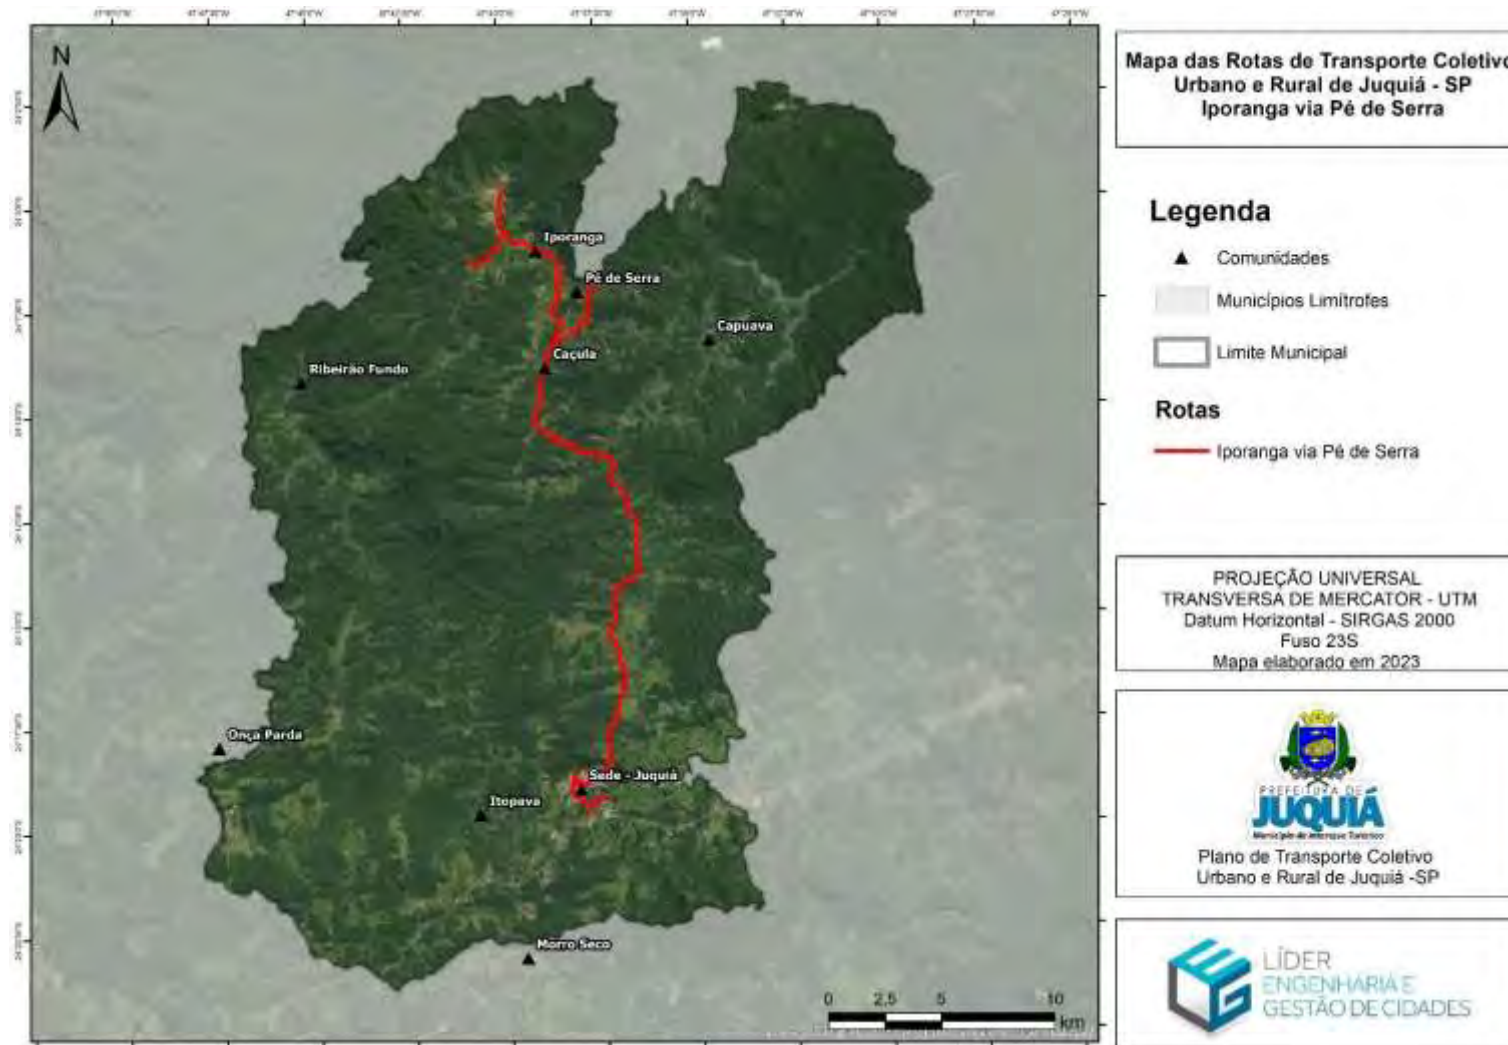 N
Iporanga
Pé de Serra
Capuava
Caçula
Ribeirão Fundo
Onça Parda
Sede - Juquiá
Itopava
Morro Seco
0 2,5 5 10
km
Mapa das Rotas de Transporte Coletivo
Urbano e Rural de Juquiá - SP
Iporanga via Pé de Serra
Legenda
Comunidades
Municípios Limítrofes
Limite Municipal
Rotas
Iporanga via Pé de Serra
PROJEÇÃO UNIVERSAL
TRANSVERSA DE MERCATOR - UTM
Datum Horizontal - SIRGAS 2000
Fuso 23S
Mapa elaborado em 2023
PREFEITURA DE
JUQUIÁ
Município de Interesse Turístico
Plano de Transporte Coletivo
Urbano e Rural de Juquiá -SP
LÍDER
ENGENHARIA E
GESTÃO DE CIDADES